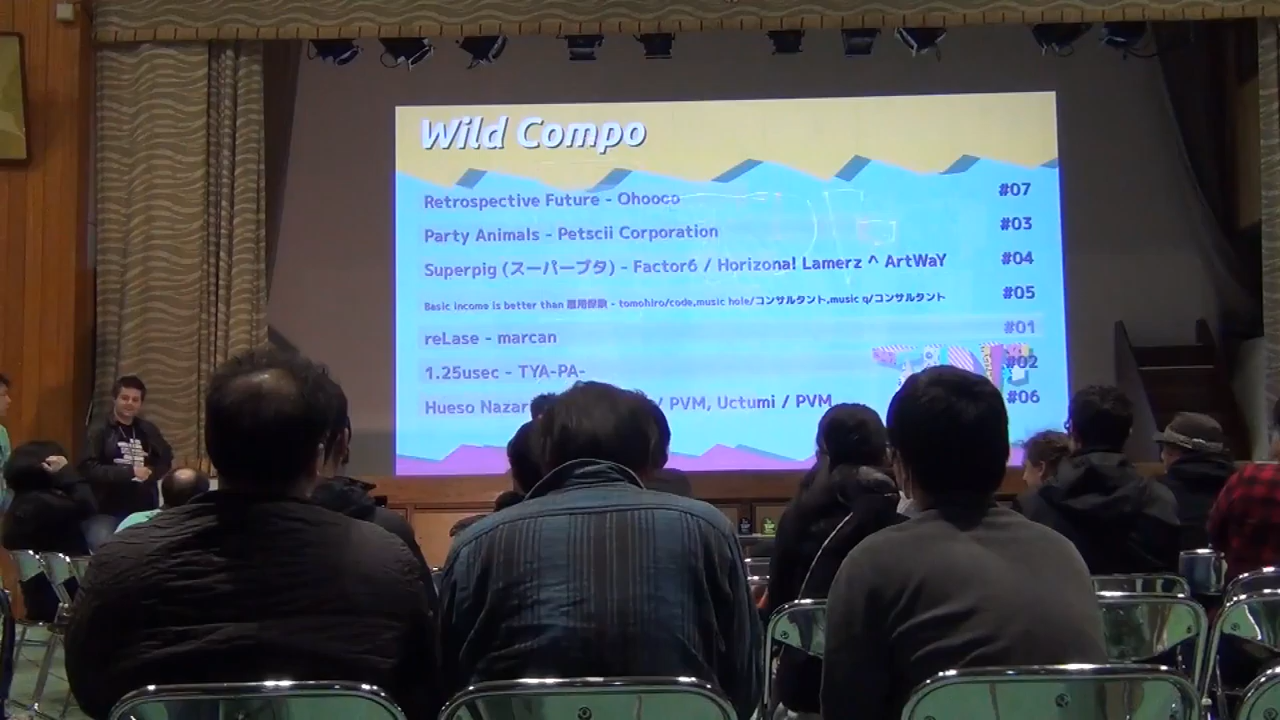 Wild Compo
Retrospective Future - Ohoooo #07
Party Animals - Petscii Corporation #03
Superpig (スーパーブタ) - Factor6 / Horizonal Lamerz ^ ArtWaY #04
Basic income is better than 雇用保険 - tomohiro/code,music hole/コンサルタント,music q/コンサルタント #05
reLase - marcan #01
1.25usec - TYA-PA- #02
Hueso Nazari / PVM, Uctumi / PVM #06